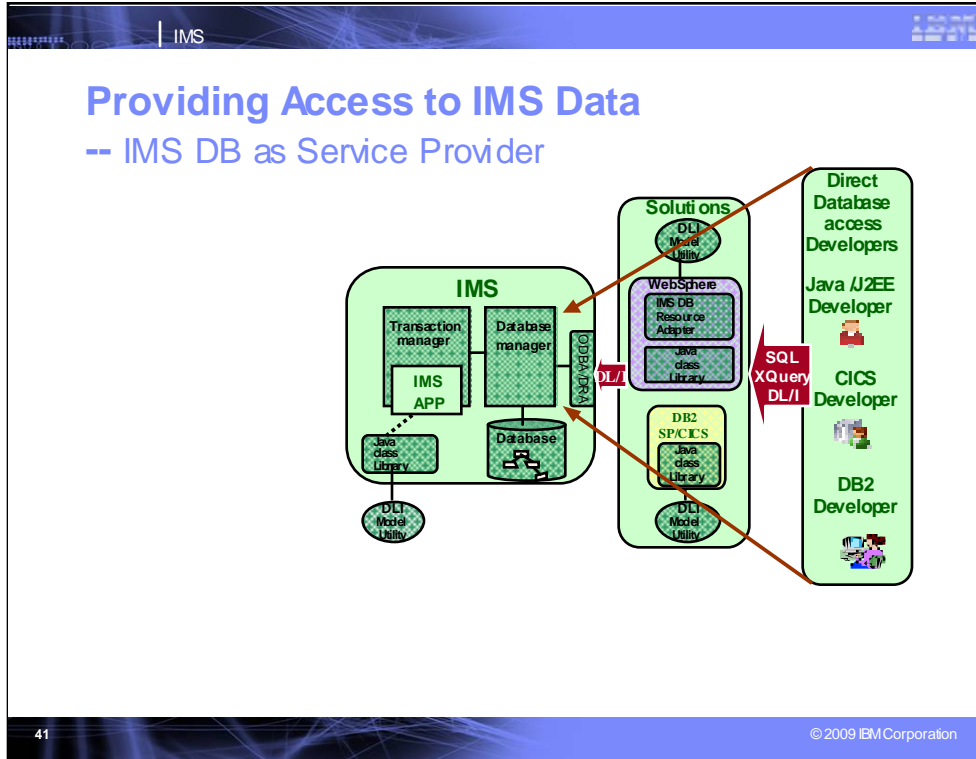 IMS
IBM
Providing Access to IMS Data
-- IMS DB as Service Provider
IMS
Transaction
manager
IMS
APP
Database
manager
ODBA/DRA
Database
Java
class
Library
DLI
Model
Utility
DL/I
Solutions
DLI
Model
Utility
WebSphere
IMS DB
Resource
Adapter
Java
class
Library
DB2
SP/CICS
Java
class
Library
DLI
Model
Utility
SQL
XQuery
DL/I
Direct
Database
access
Developers
Java /J2EE
Developer
CICS
Developer
DB2
Developer
41
© 2009 IBM Corporation